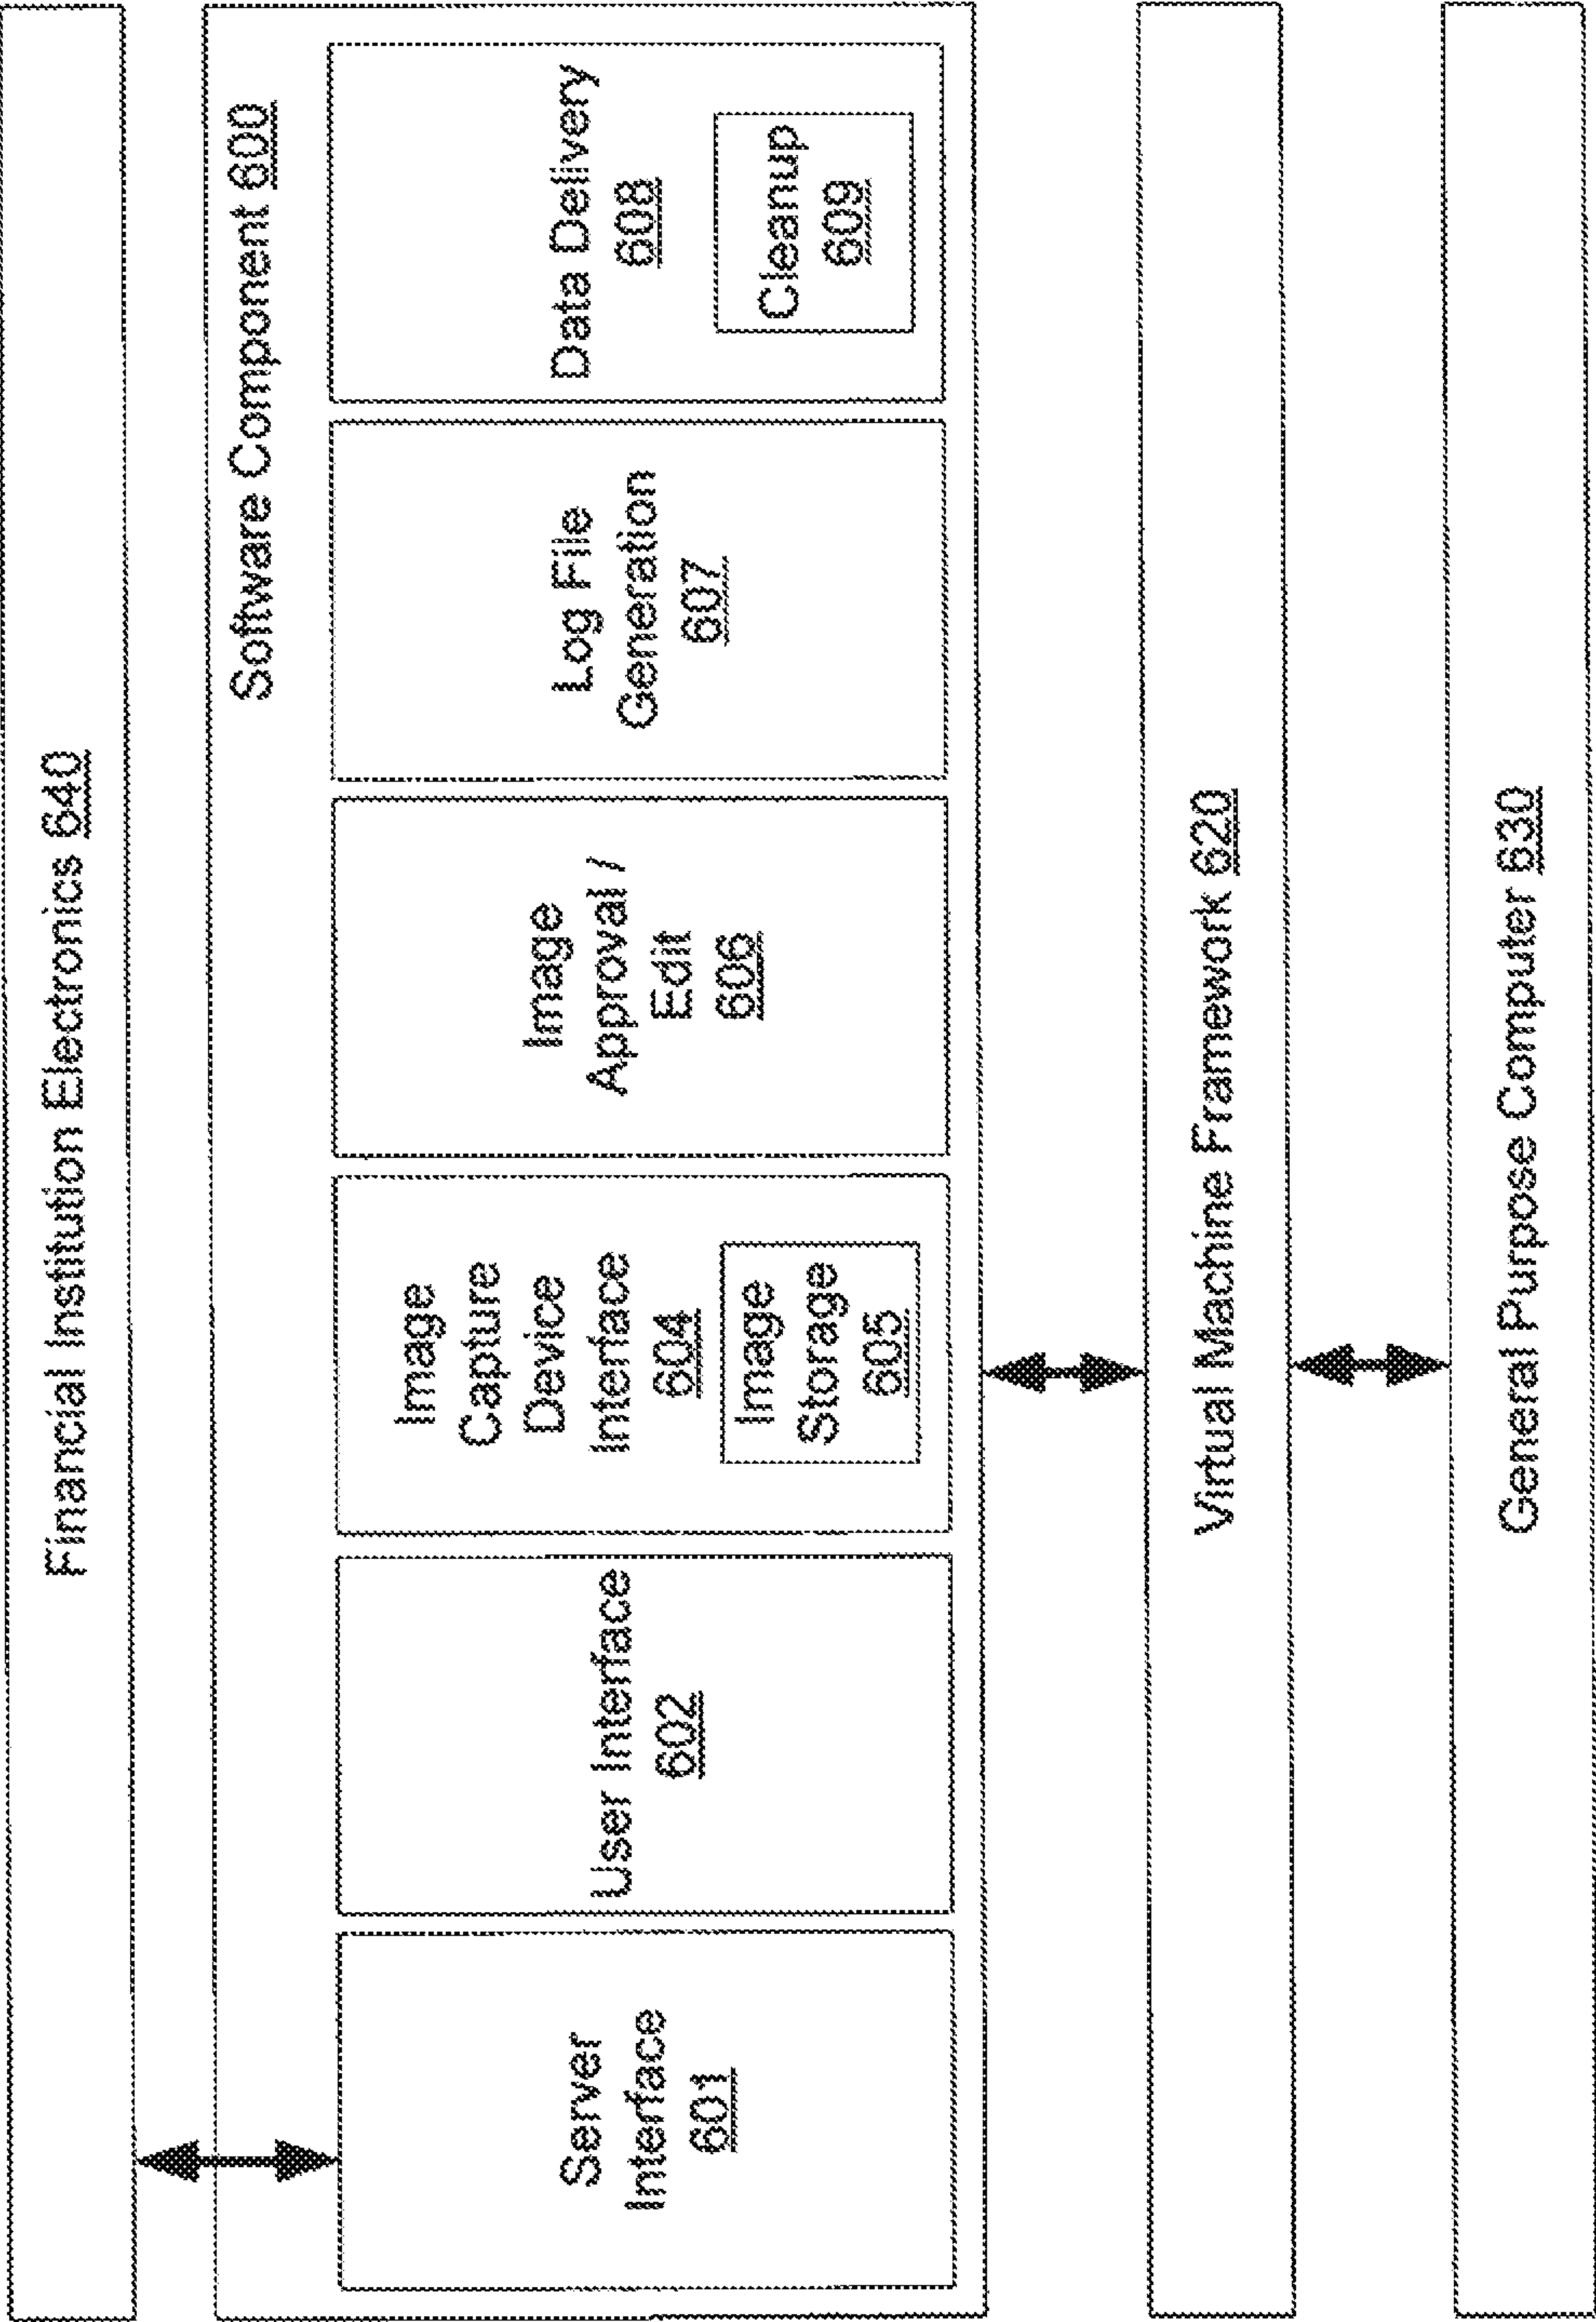 Financial Institution Electronics 640
Software Component 600
Server
Interface
601
User Interface
602
Image
Capture
Device
Interface
604
Image
Storage
605
Image
Approval /
Edit
606
Log File
Generation
607
Data Delivery
608
Cleanup
609
Virtual Machine Framework 620
General Purpose Computer 630